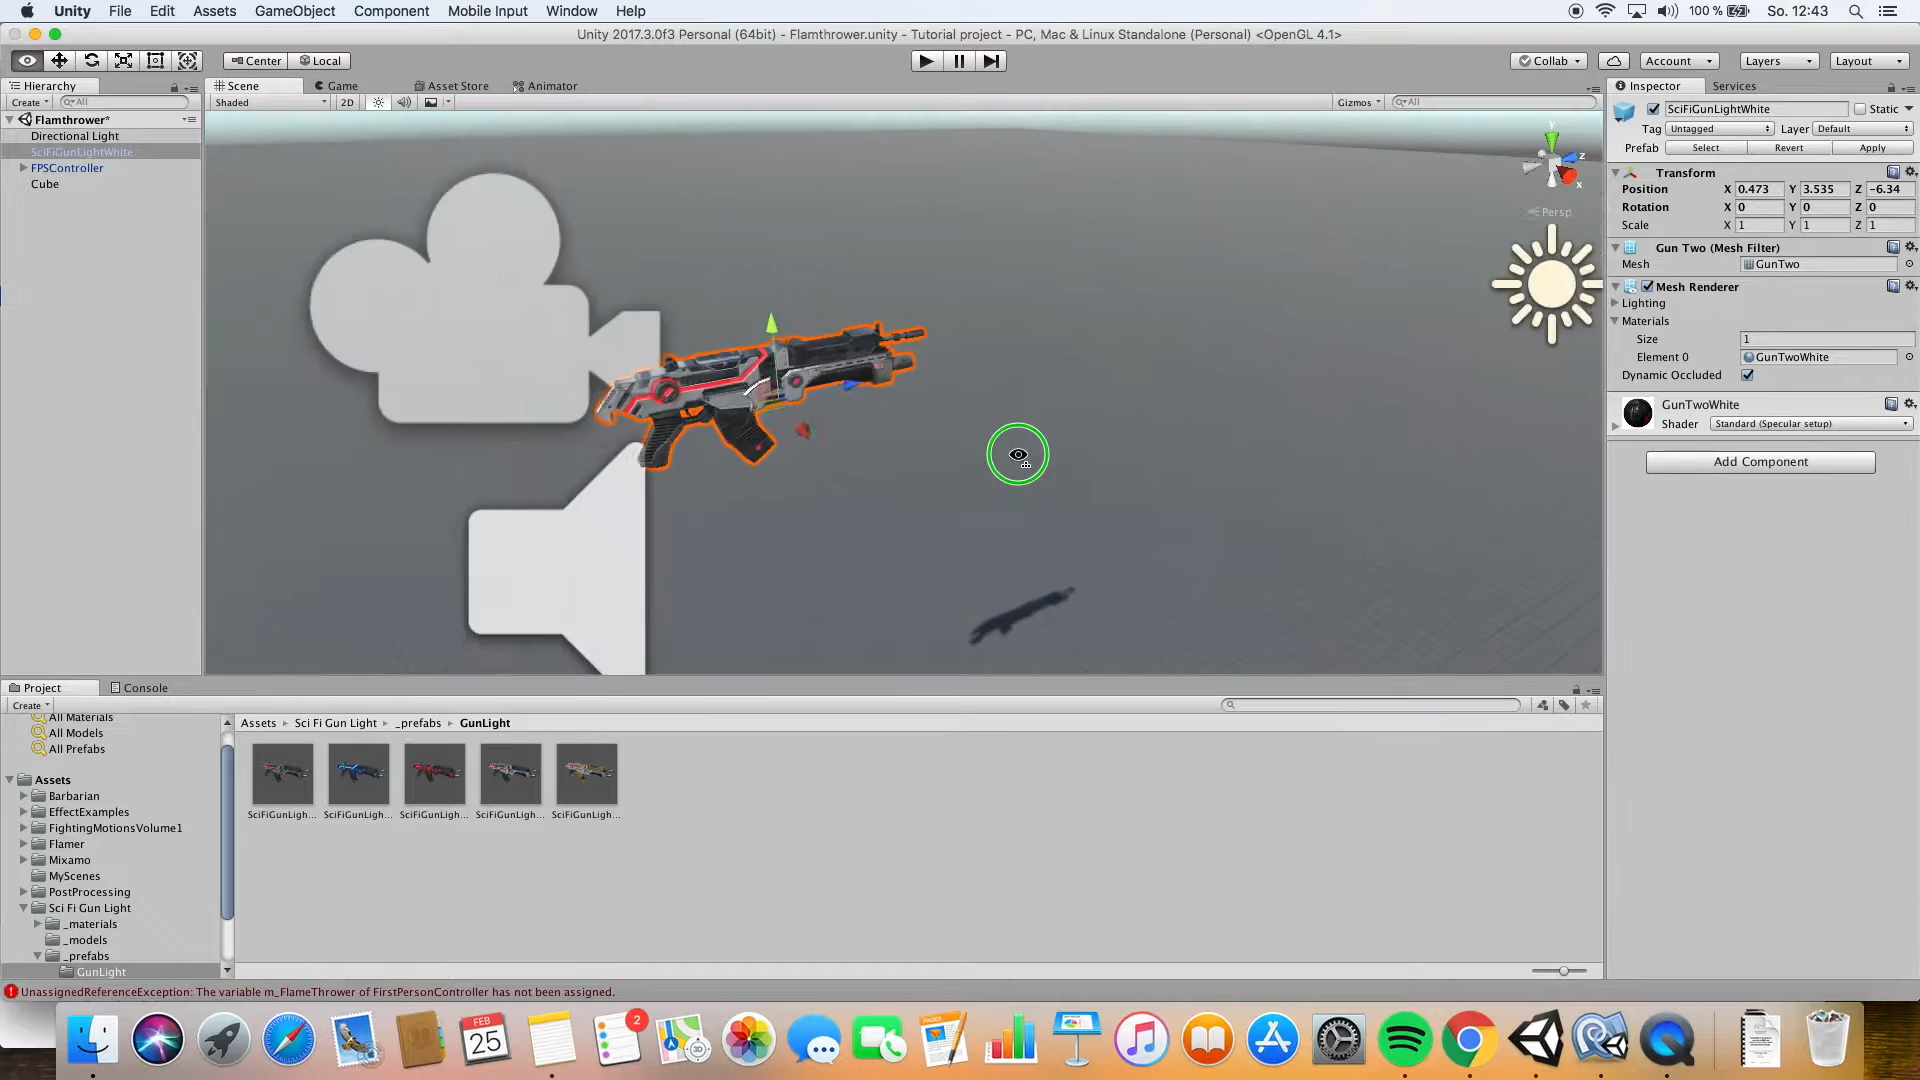 Unity File Edit Assets GameObject Component Mobile Input Window Help 100 % So. 12:43
Unity 2017.3.0f3 Personal (64bit) - Flamthrower.unity - Tutorial project - PC, Mac & Linux Standalone (Personal) <OpenGL 4.1>
Center Local Collab Account Layers Layout
Hierarchy Scene Game Asset Store Animator Inspector Services
Create All Shaded 2D Gizmos All
Flamthrower*
Directional Light
SciFiGunLightWhite
FPSController
Cube
y
z
x
Persp
SciFiGunLightWhite Static
Tag Untagged Layer Default
Prefab Select Revert Apply
Transform
Position X 0.473 Y 3.535 Z -6.34
Rotation X 0 Y 0 Z 0
Scale X 1 Y 1 Z 1
Gun Two (Mesh Filter)
Mesh GunTwo
Mesh Renderer
Lighting
Materials
Size 1
Element 0 GunTwoWhite
Dynamic Occluded
GunTwoWhite
Shader Standard (Specular setup)
Add Component
Project Console
Create
All Materials
All Models
All Prefabs
Assets
Barbarian
EffectExamples
FightingMotionsVolume1
Flamer
Mixamo
MyScenes
PostProcessing
Sci Fi Gun Light
_materials
_models
_prefabs
GunLight
Assets Sci Fi Gun Light _prefabs GunLight
SciFiGunLigh... SciFiGunLigh... SciFiGunLigh... SciFiGunLigh... SciFiGunLigh...
UnassignedReferenceException: The variable m_FlameThrower of FirstPersonController has not been assigned.
FEB
25
2
3D
PAGES